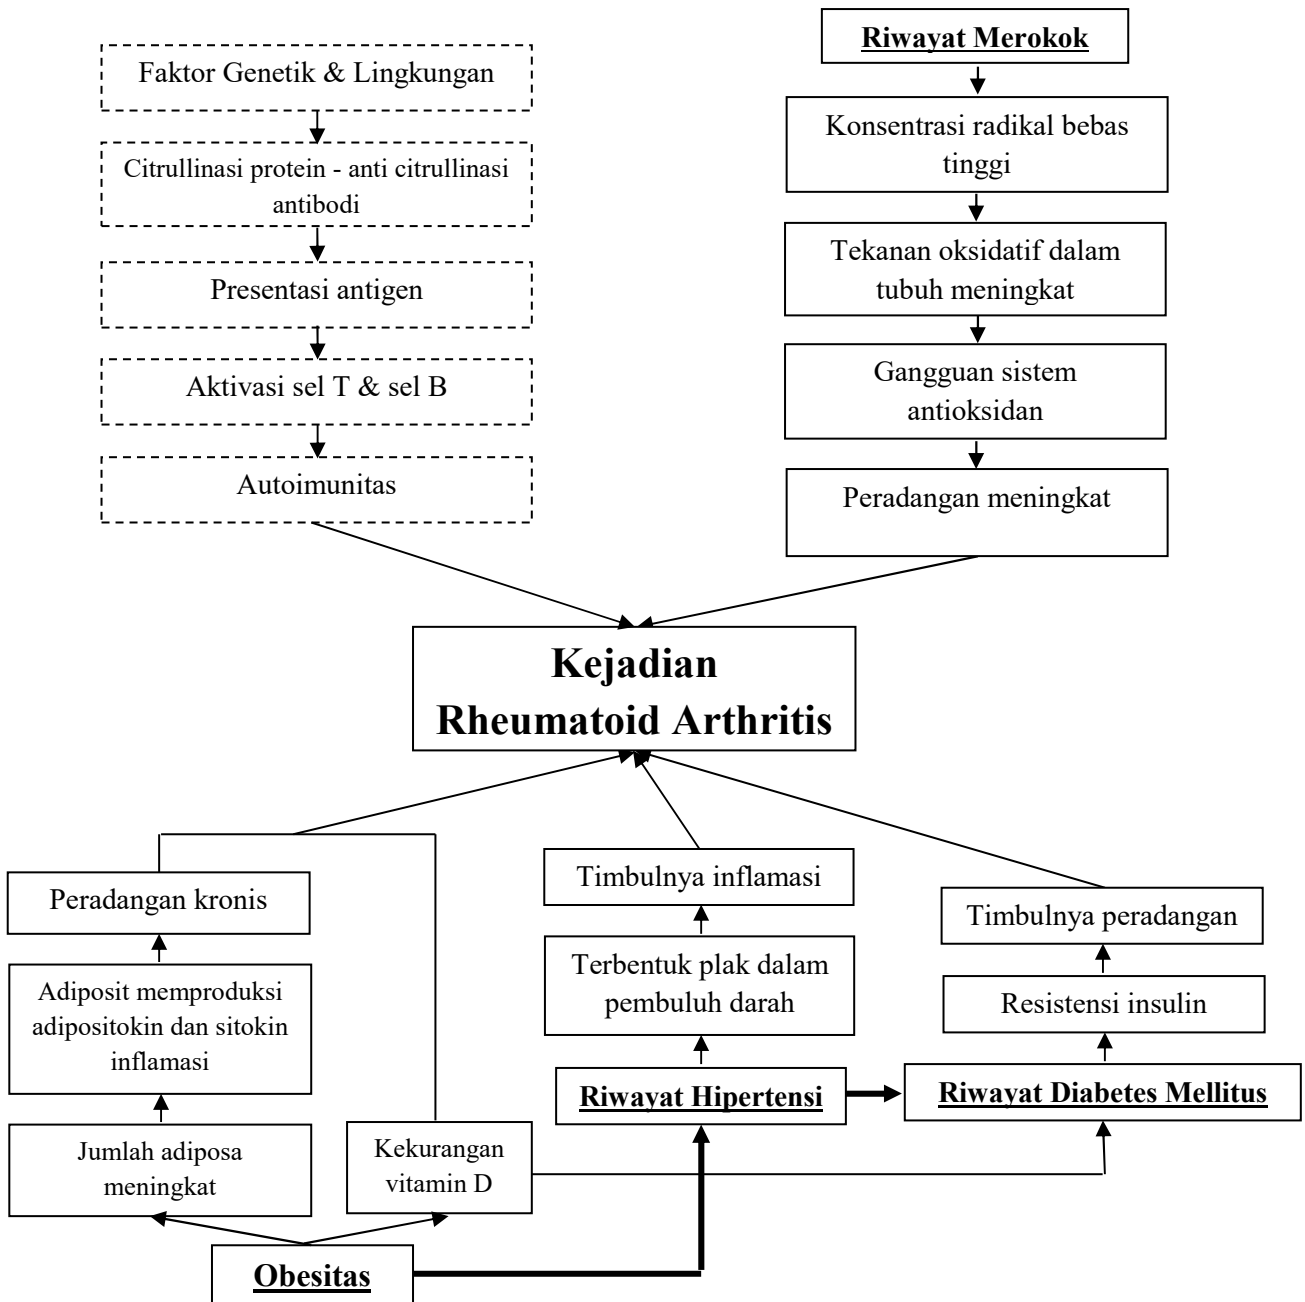 Faktor Genetik & Lingkungan
Citrullinasi protein - anti citrullinasi
antibodi
Presentasi antigen
Aktivasi sel T & sel B
Autoimunitas
Riwayat Merokok
Konsentrasi radikal bebas
tinggi
Tekanan oksidatif dalam
tubuh meningkat
Gangguan sistem
antioksidan
Peradangan meningkat
Kejadian
Rheumatoid Arthritis
Peradangan kronis
Adiposit memproduksi
adipositokin dan sitokin
inflamasi
Jumlah adiposa
meningkat
Kekurangan
vitamin D
Obesitas
Timbulnya inflamasi
Terbentuk plak dalam
pembuluh darah
Riwayat Hipertensi
Timbulnya peradangan
Resistensi insulin
Riwayat Diabetes Mellitus